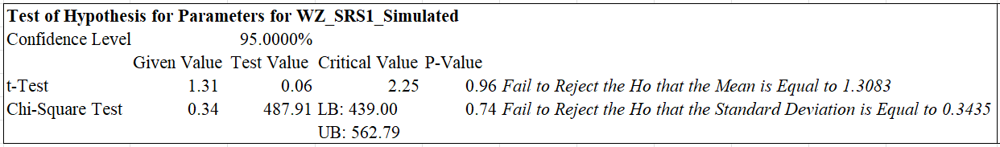 Test of Hypothesis for Parameters for WZ_SRS1_Simulated
Confidence Level 95.0000%
Given Value Test Value Critical Value P-Value
t-Test 1.31 0.06 2.25 0.96 Fail to Reject the Ho that the Mean is Equal to 1.3083
Chi-Square Test 0.34 487.91 LB: 439.00 0.74 Fail to Reject the Ho that the Standard Deviation is Equal to 0.3435
UB: 562.79